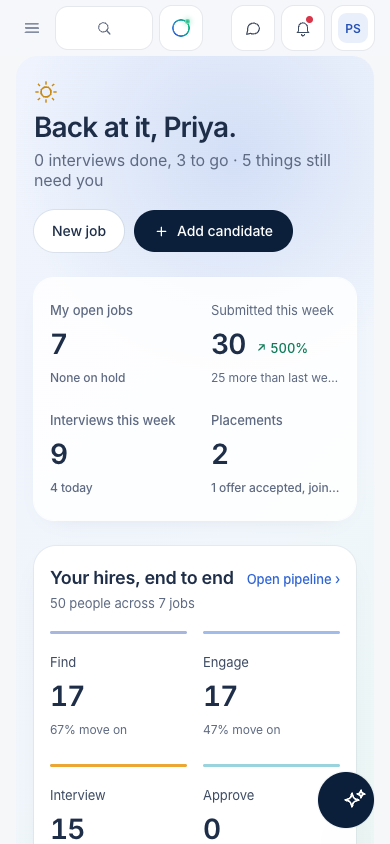 PS
Back at it, Priya.
0 interviews done, 3 to go · 5 things still
need you
New job
+ Add candidate
My open jobs
Submitted this week
7
30 ↗ 500%
None on hold
25 more than last we...
Interviews this week
Placements
9
2
4 today
1 offer accepted, join...
Your hires, end to end
Open pipeline ›
50 people across 7 jobs
Find
Engage
17
17
67% move on
47% move on
Interview
Approve
15
0